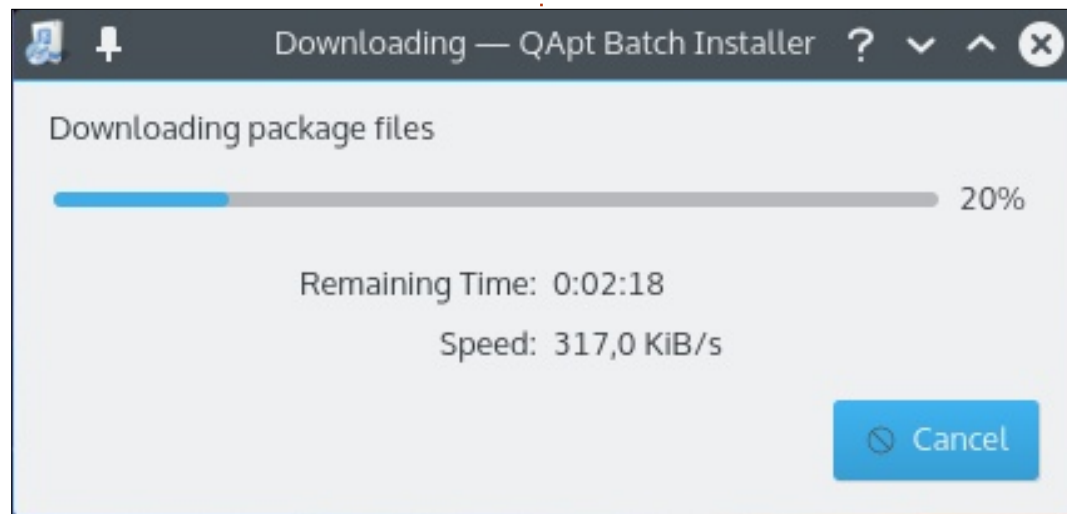 Downloading — QApt Batch Installer ?
Downloading package files
20%
Remaining Time: 0:02:18
Speed: 317,0 KiB/s
Cancel